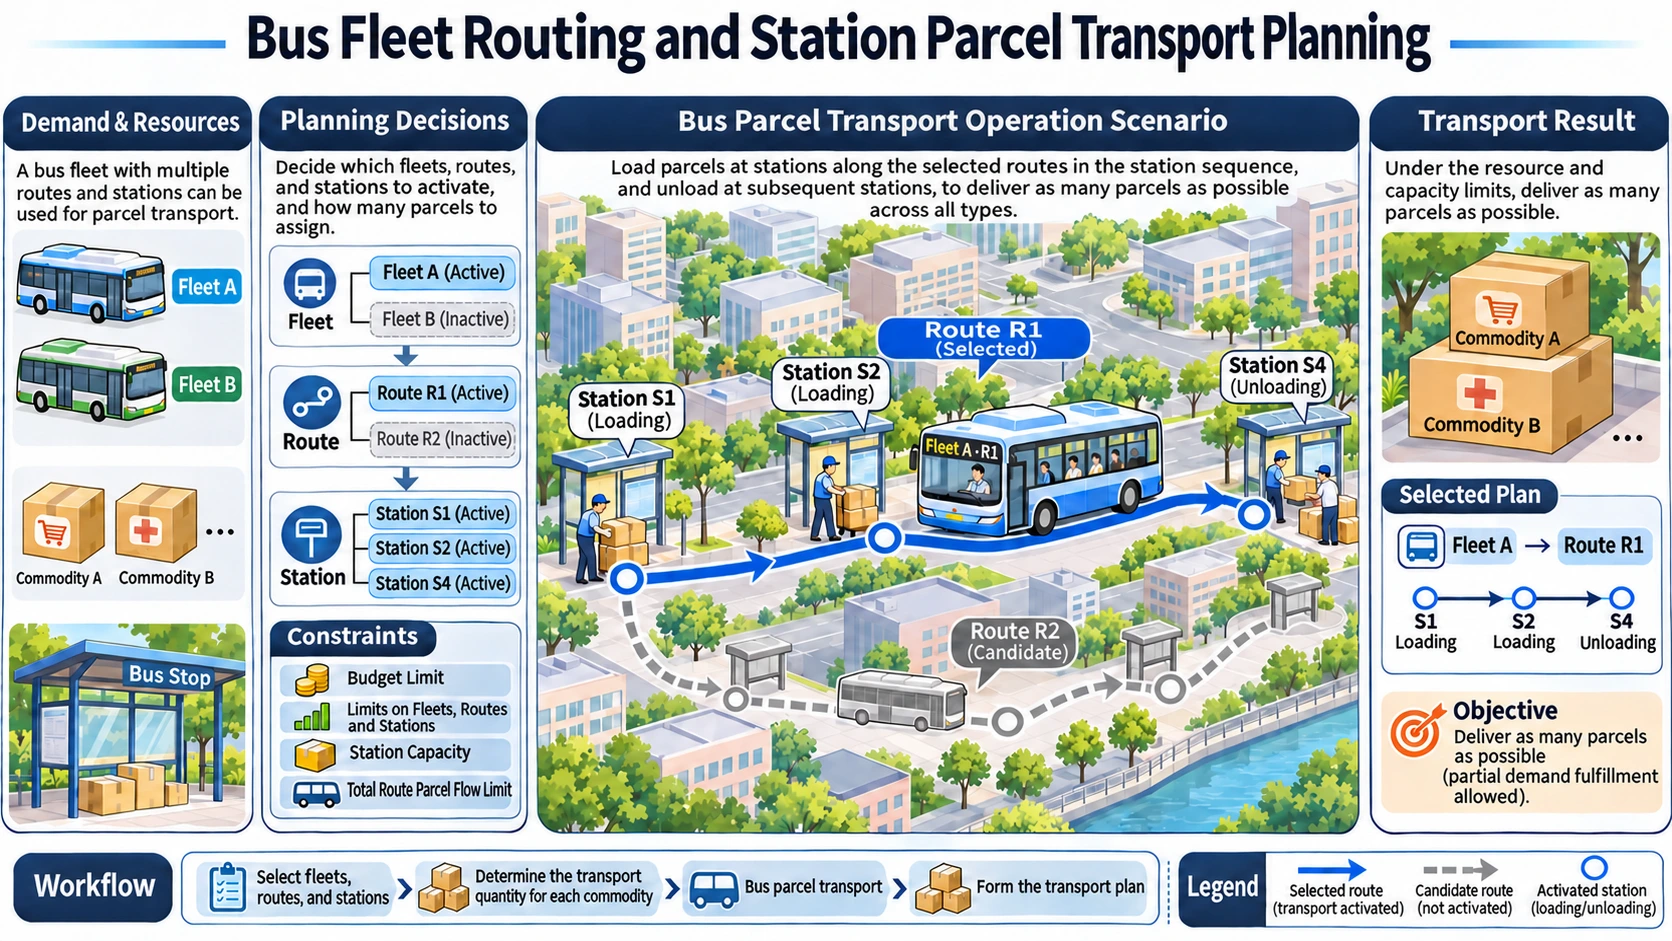 Bus Fleet Routing and Station Parcel Transport Planning
Demand & Resources
A bus fleet with multiple
routes and stations can be
used for parcel transport.
Fleet A
Fleet B
Commodity A
Commodity B
...
Bus Stop
Planning Decisions
Decide which fleets, routes,
and stations to activate,
and how many parcels to
assign.
Fleet
Fleet A (Active)
Fleet B (Inactive)
Route
Route R1 (Active)
Route R2 (Inactive)
Station
Station S1 (Active)
Station S2 (Active)
Station S4 (Active)
Constraints
Budget Limit
Limits on Fleets, Routes
and Stations
Station Capacity
Total Route Parcel Flow Limit
Bus Parcel Transport Operation Scenario
Load parcels at stations along the selected routes in the station sequence,
and unload at subsequent stations, to deliver as many parcels as possible
across all types.
Route R1
(Selected)
Station S1
(Loading)
Station S2
(Loading)
Station S4
(Unloading)
Fleet A · R1
Route R2
(Candidate)
Transport Result
Under the resource and
capacity limits, deliver as many
parcels as possible.
Commodity A
Commodity B
...
Selected Plan
Fleet A → Route R1
S1 S2 S4
Loading Loading Unloading
Objective
Deliver as many parcels
as possible
(partial demand fulfillment
allowed).
Workflow
Select fleets,
routes, and stations
Determine the transport
quantity for each commodity
Bus parcel transport
Form the transport plan
Legend
Selected route
(transport activated)
Candidate route
(not activated)
Activated station
(loading/unloading)